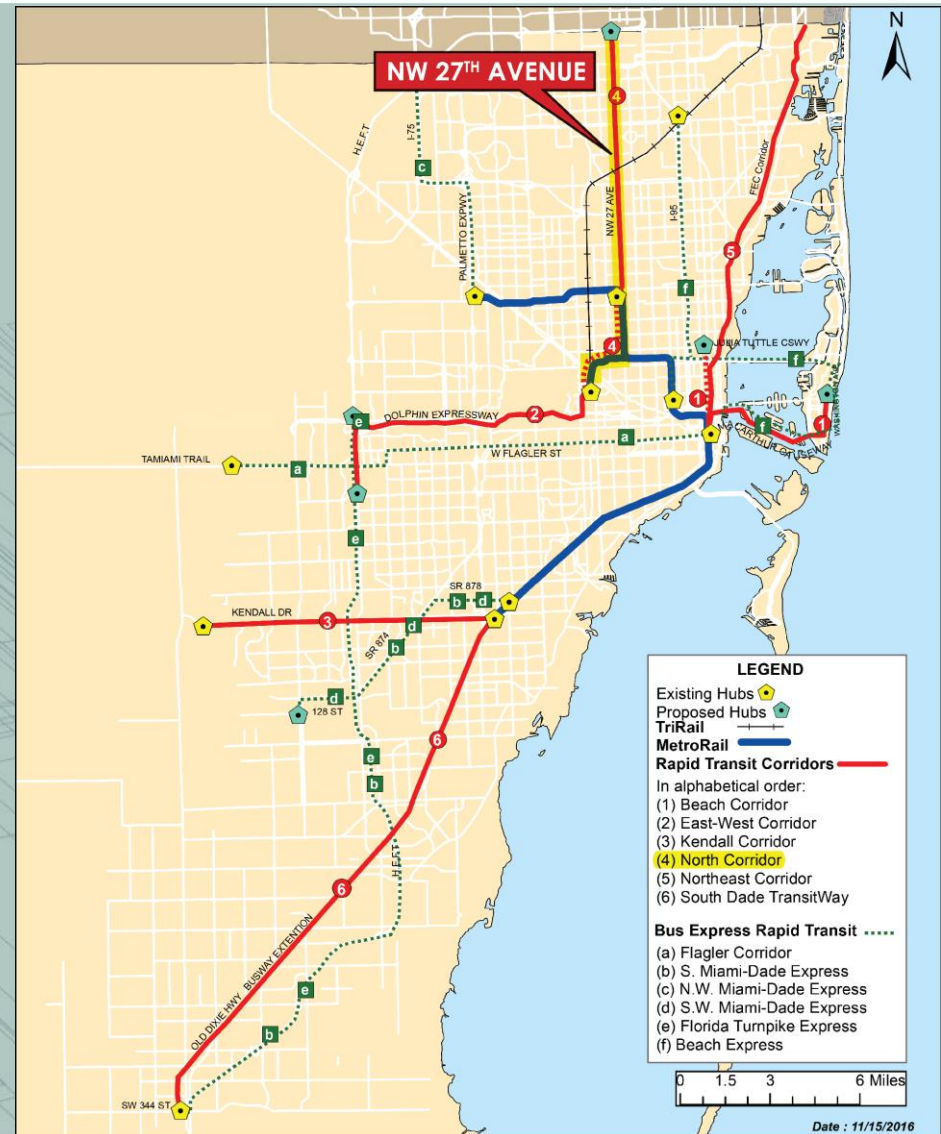 N
NW 27TH AVENUE
4
H.E.F.T
I-75
c
PALMETTO EXPWY
NW 27 AVE
I-95
FEC Corridor
5
f
4
JULIA TUTTLE CSWY
f
WASHINGTON AVE
1
1
f
e
DOLPHIN EXPRESSWAY
2
a
W FLAGLER ST
TAMIAMI TRAIL
a
e
SR 878
b
d
KENDALL DR
3
d
SR 874
b
d
128 ST
6
e
b
H.E.F.T
6
OLD DIXIE HWY BUSWAY EXTENTION
e
b
SW 344 ST
LEGEND
Existing Hubs
Proposed Hubs
TriRail
MetroRail
Rapid Transit Corridors
In alphabetical order:
(1) Beach Corridor
(2) East-West Corridor
(3) Kendall Corridor
(4) North Corridor
(5) Northeast Corridor
(6) South Dade TransitWay
Bus Express Rapid Transit
(a) Flagler Corridor
(b) S. Miami-Dade Express
(c) N.W. Miami-Dade Express
(d) S.W. Miami-Dade Express
(e) Florida Turnpike Express
(f) Beach Express
0 1.5 3 6 Miles
Date : 11/15/2016